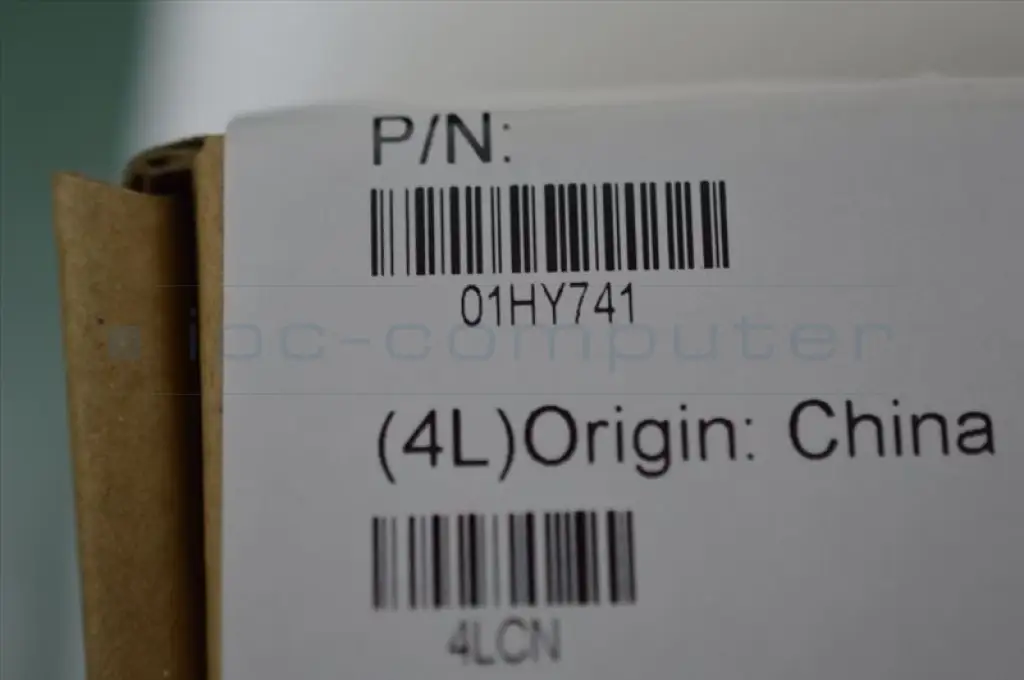 P/N:
01HY741
ipc-computer
(4L)Origin: China
4LCN